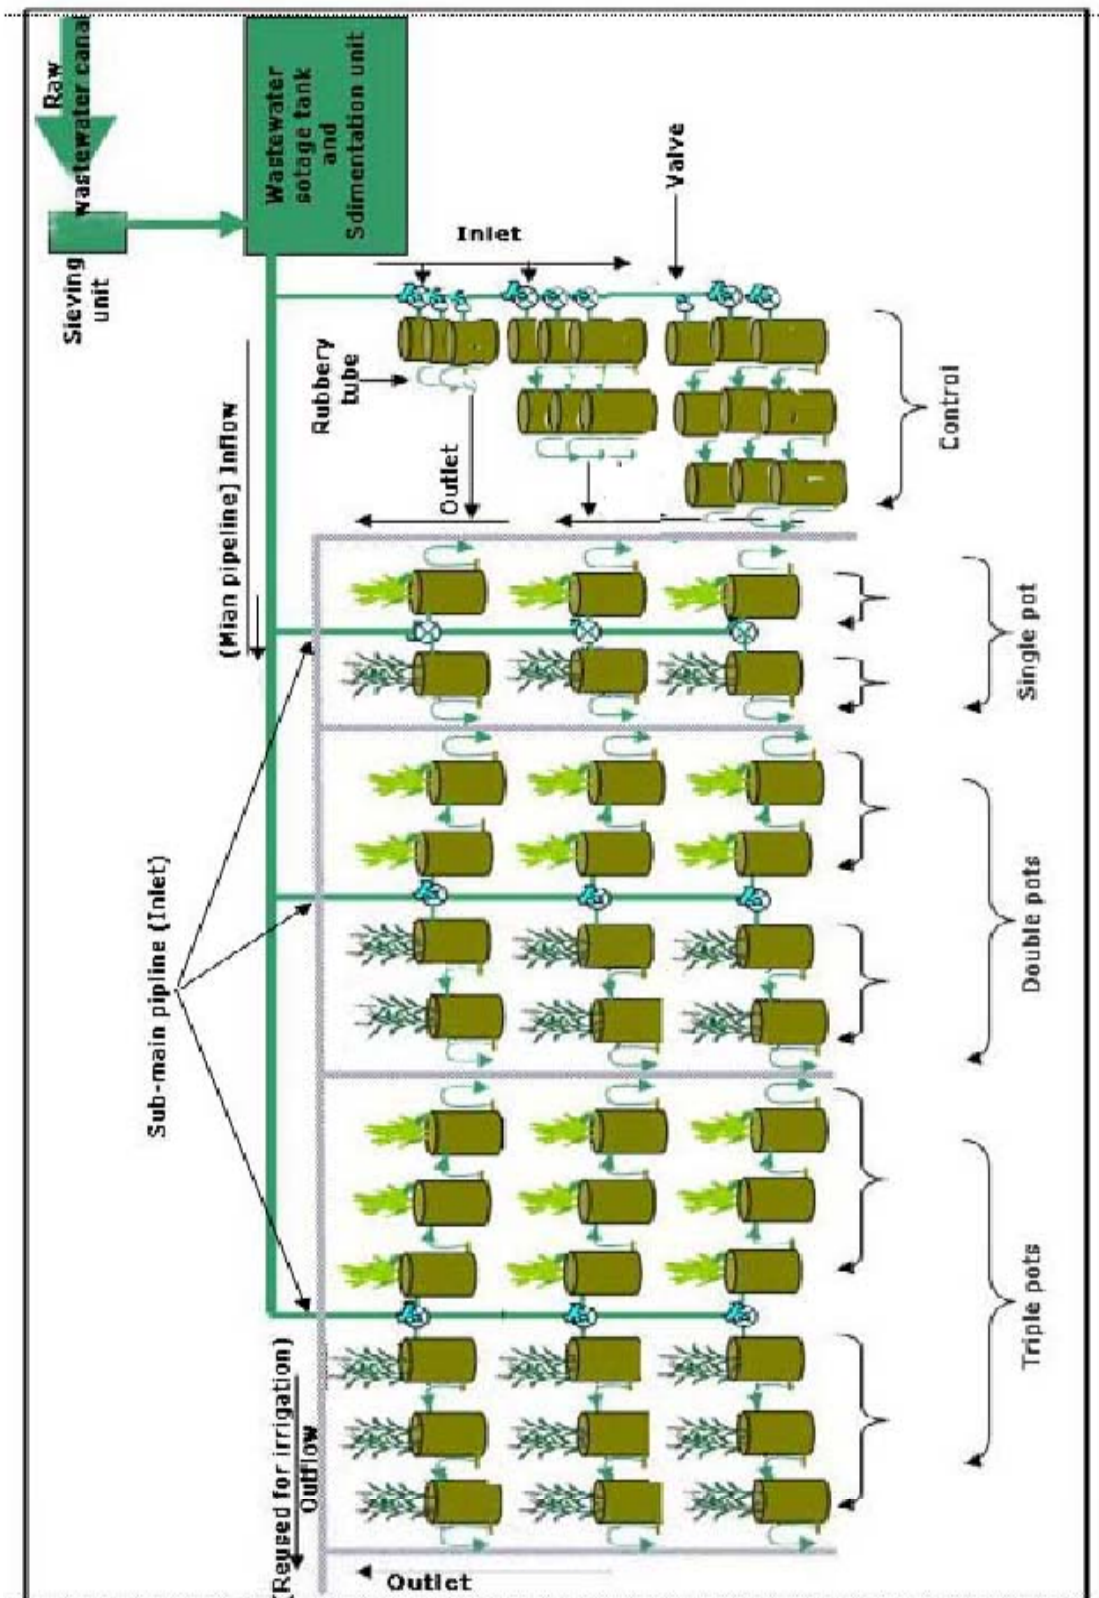 Raw
wastewater cana
Sieving
unit
Wastewater
sotage tank
and
Sdimentation unit
Inlet
Valve
Rubbery
tube
Outlet
Control
(Mian pipeline) Inflow
Single pot
Sub-main pipline (Inlet)
Double pots
Triple pots
(Reused for irrigation)
Outflow
Outlet